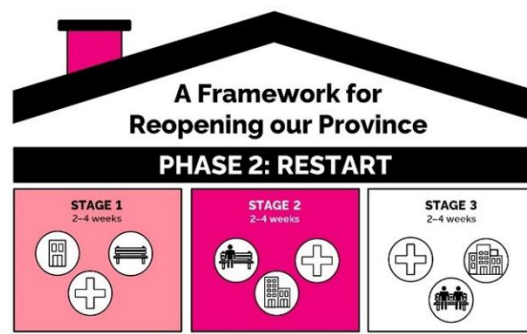 A Framework for
Reopening our Province
PHASE 2: RESTART
STAGE 1
2–4 weeks
STAGE 2
2–4 weeks
STAGE 3
2–4 weeks